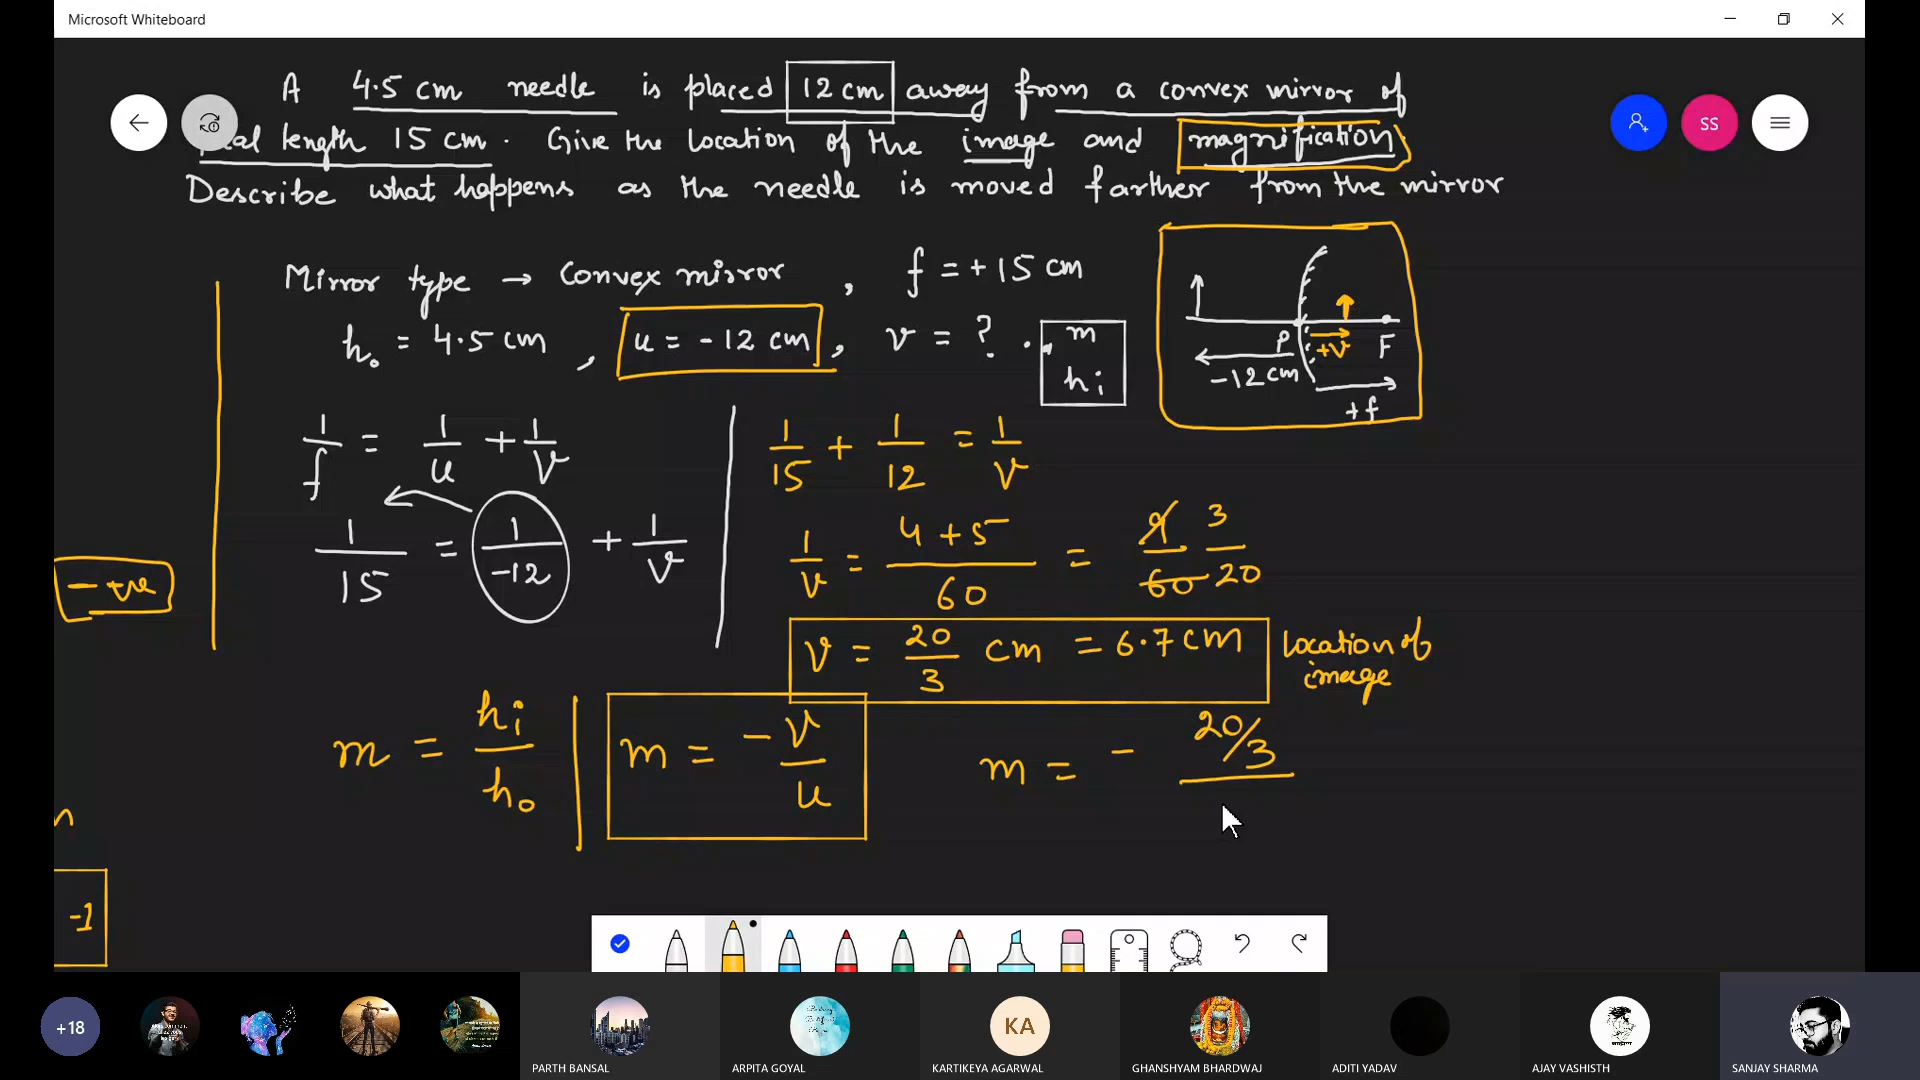 Microsoft Whiteboard
A 4.5 cm needle is placed 12 cm away from a convex mirror of
cal length 15 cm. Give the location of the image and magnification.
Describe what happens as the needle is moved farther from the mirror
SS
Mirror type → Convex mirror, f = +15 cm
h₀ = 4.5 cm, u = -12 cm, v = ? . m
hᵢ
P
+v
F
-12 cm
+f
1/f = 1/u + 1/v
1/15 = 1/-12 + 1/v
1/15 + 1/12 = 1/v
1/v = 4+5/60 = 9/60 3/20
v = 20/3 cm = 6.7 cm
Location of
image
- ve
m = hᵢ/h₀
m = -v/u
m = - 20/3
-1
+18
KA
PARTH BANSAL
ARPITA GOYAL
KARTIKEYA AGARWAL
GHANSHYAM BHARDWAJ
ADITI YADAV
AJAY VASHISTH
SANJAY SHARMA